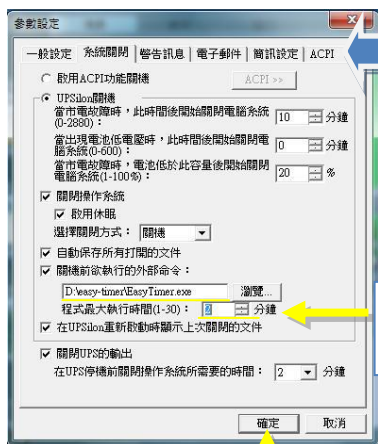 參數設定
一般設定 系統關閉 警告訊息 電子郵件 簡訊設定 ACPI
啟用ACPI功能關機 ACPI >>
UPSilon關機
當市電故障時，此時間後開始關閉電腦系統
(0-2880)： 10 分鐘
當出現電池低電壓時，此時間後開始關閉電
腦系統(0-600)： 0 分鐘
當市電故障時，電池低於此容量後開始關閉
電腦系統(1-100%)： 20 %
關閉操作系統
啟用休眠
選擇關閉方式： 關機
自動保存所有打開的文件
關機前欲執行的外部命令：
D:\easy-timer\EasyTimer.exe 瀏覽...
程式最大執行時間(1-30)： 2 分鐘
在UPSilon重新啟動時顯示上次關閉的文件
關閉UPS的輸出
在UPS停機前關閉操作系統所需要的時間： 2 分鐘
確定 取消